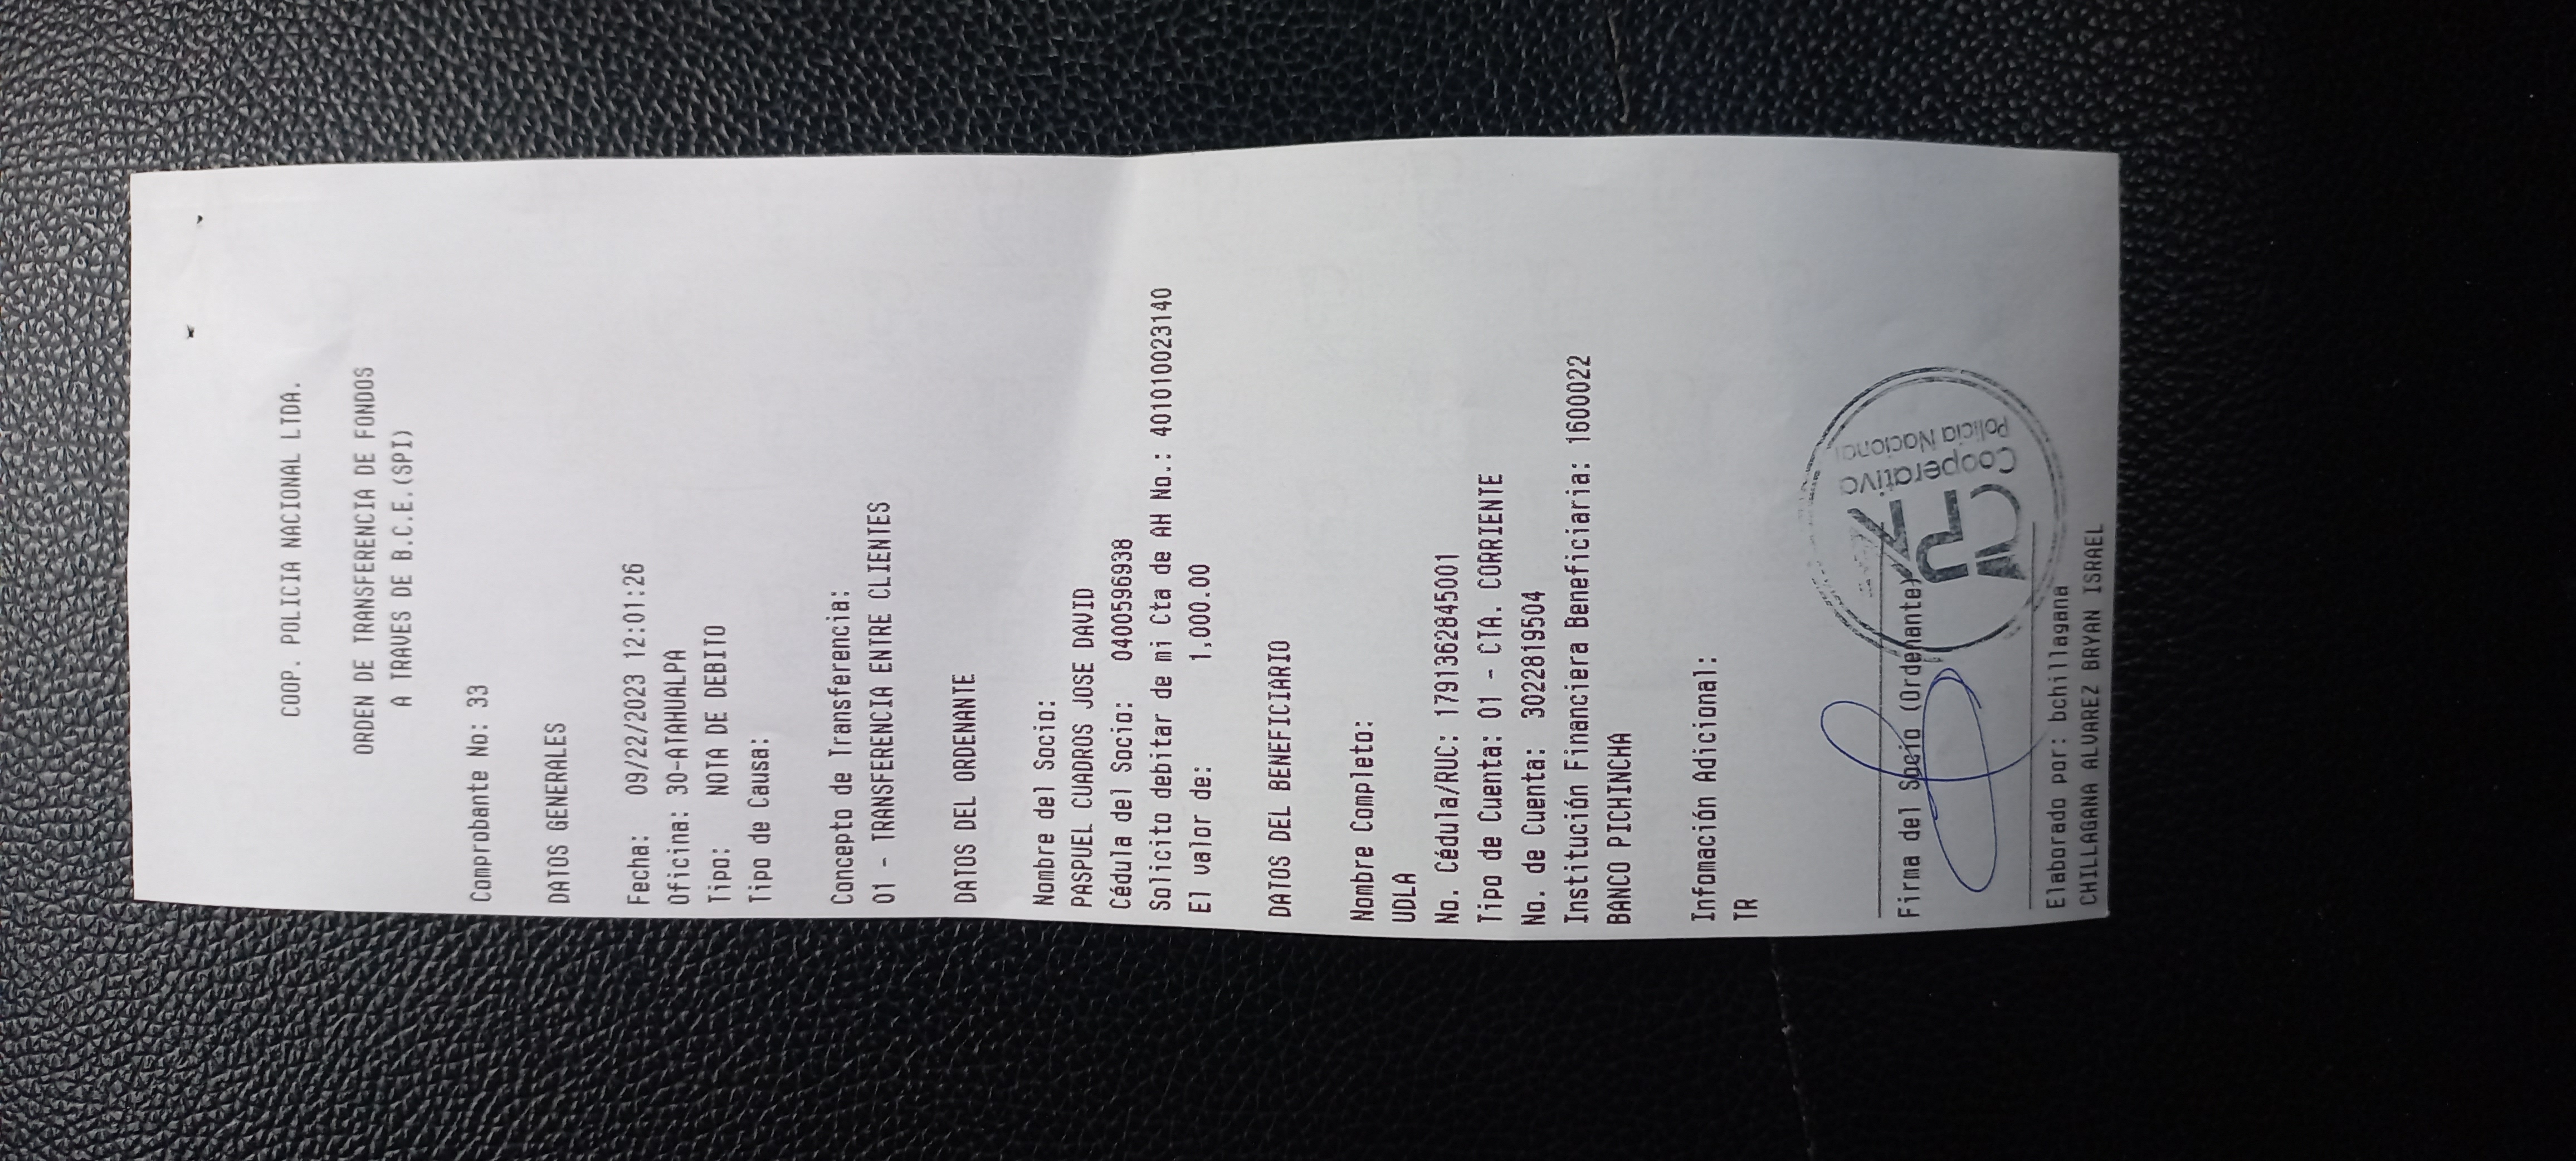 COOP. POLICIA NACIONAL LTDA.
ORDEN DE TRANSFERENCIA DE FONDOS
A TRAVES DE B.C.E.(SPI)
Comprobante No: 33
DATOS GENERALES
Fecha: 09/22/2023 12:01:26
Oficina: 30-ATAHUALPA
Tipo: NOTA DE DEBITO
Tipo de Causa:
Concepto de Transferencia:
01 - TRANSFERENCIA ENTRE CLIENTES
DATOS DEL ORDENANTE
Nombre del Socio:
PASPUEL CUADROS JOSE DAVID
Cédula del Socio: 0400596938
Solicito debitar de mi Cta de AH No.: 401010023140
El valor de: 1,000.00
DATOS DEL BENEFICIARIO
Nombre Completo:
UDLA
No. Cédula/RUC: 1791362845001
Tipo de Cuenta: 01 - CTA. CORRIENTE
No. de Cuenta: 3022819504
Institución Financiera Beneficiaria: 1600022
BANCO PICHINCHA
Infomación Adicional:
TR
Firma del Socio (Ordenante)
CPN
Cooperativa
Policía Nacional
Elaborado por: bchillagana
CHILLAGANA ALVAREZ BRYAN ISRAEL